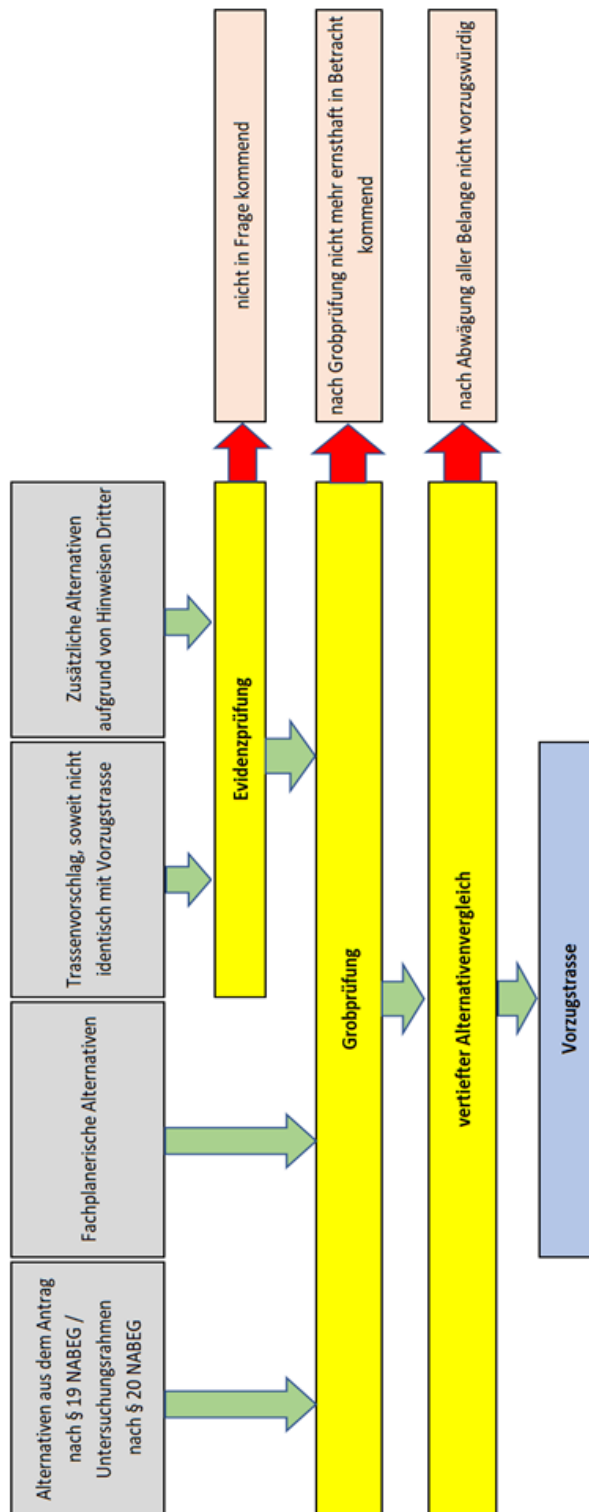 Alternativen aus dem Antrag
nach § 19 NABEG /
Untersuchungsrahmen
nach § 20 NABEG
Fachplanerische Alternativen
Trassenvorschlag, soweit nicht
identisch mit Vorzugstrasse
Zusätzliche Alternativen
aufgrund von Hinweisen Dritter
Evidenzprüfung
nicht in Frage kommend
Grobprüfung
nach Grobprüfung nicht mehr ernsthaft in Betracht
kommend
vertiefter Alternativenvergleich
nach Abwägung aller Belange nicht vorzugswürdig
Vorzugstrasse